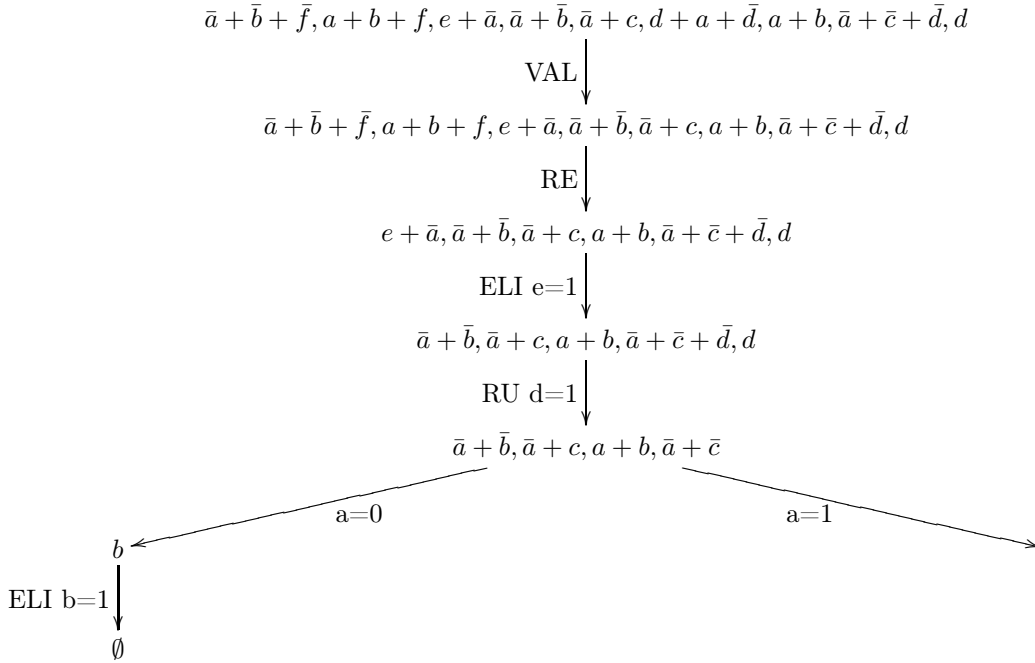 ā + b̄ + f̄, a + b + f, e + ā, ā + b̄, ā + c, d + a + d̄, a + b, ā + c̄ + d̄, d
VAL
ā + b̄ + f̄, a + b + f, e + ā, ā + b̄, ā + c, a + b, ā + c̄ + d̄, d
RE
e + ā, ā + b̄, ā + c, a + b, ā + c̄ + d̄, d
ELI e=1
ā + b̄, ā + c, a + b, ā + c̄ + d̄, d
RU d=1
ā + b̄, ā + c, a + b, ā + c̄
a=0 a=1
b
ELI b=1
∅